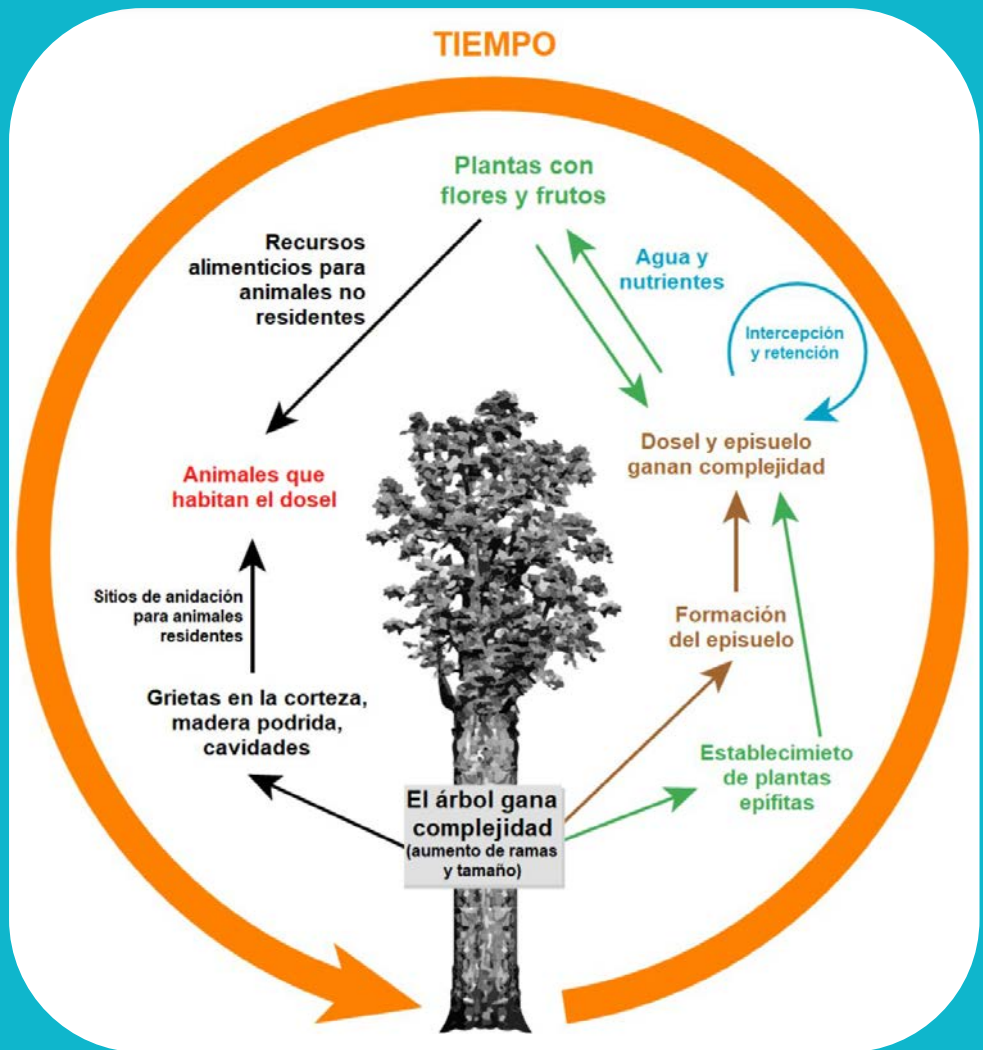 TIEMPO
Plantas con
flores y frutos
Recursos
alimenticios para
animales no
residentes
Agua y
nutrientes
Intercepción
y retención
Dosel y episuelo
ganan complejidad
Animales que
habitan el dosel
Sitios de anidación
para animales
residentes
Formación
del episuelo
Grietas en la corteza,
madera podrida,
cavidades
Establecimieto
de plantas
epífitas
El árbol gana
complejidad
(aumento de ramas
y tamaño)